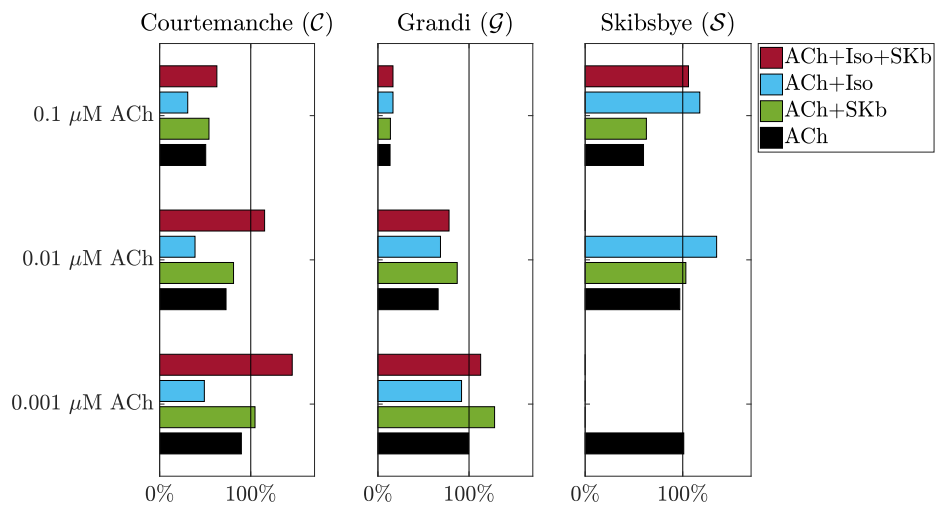 Courtemanche (𝒞) Grandi (𝒢) Skibsbye (𝒮)
ACh+Iso+SKb
ACh+Iso
ACh+SKb
ACh
0.1 μM ACh
0.01 μM ACh
0.001 μM ACh
0% 100% 0% 100% 0% 100%